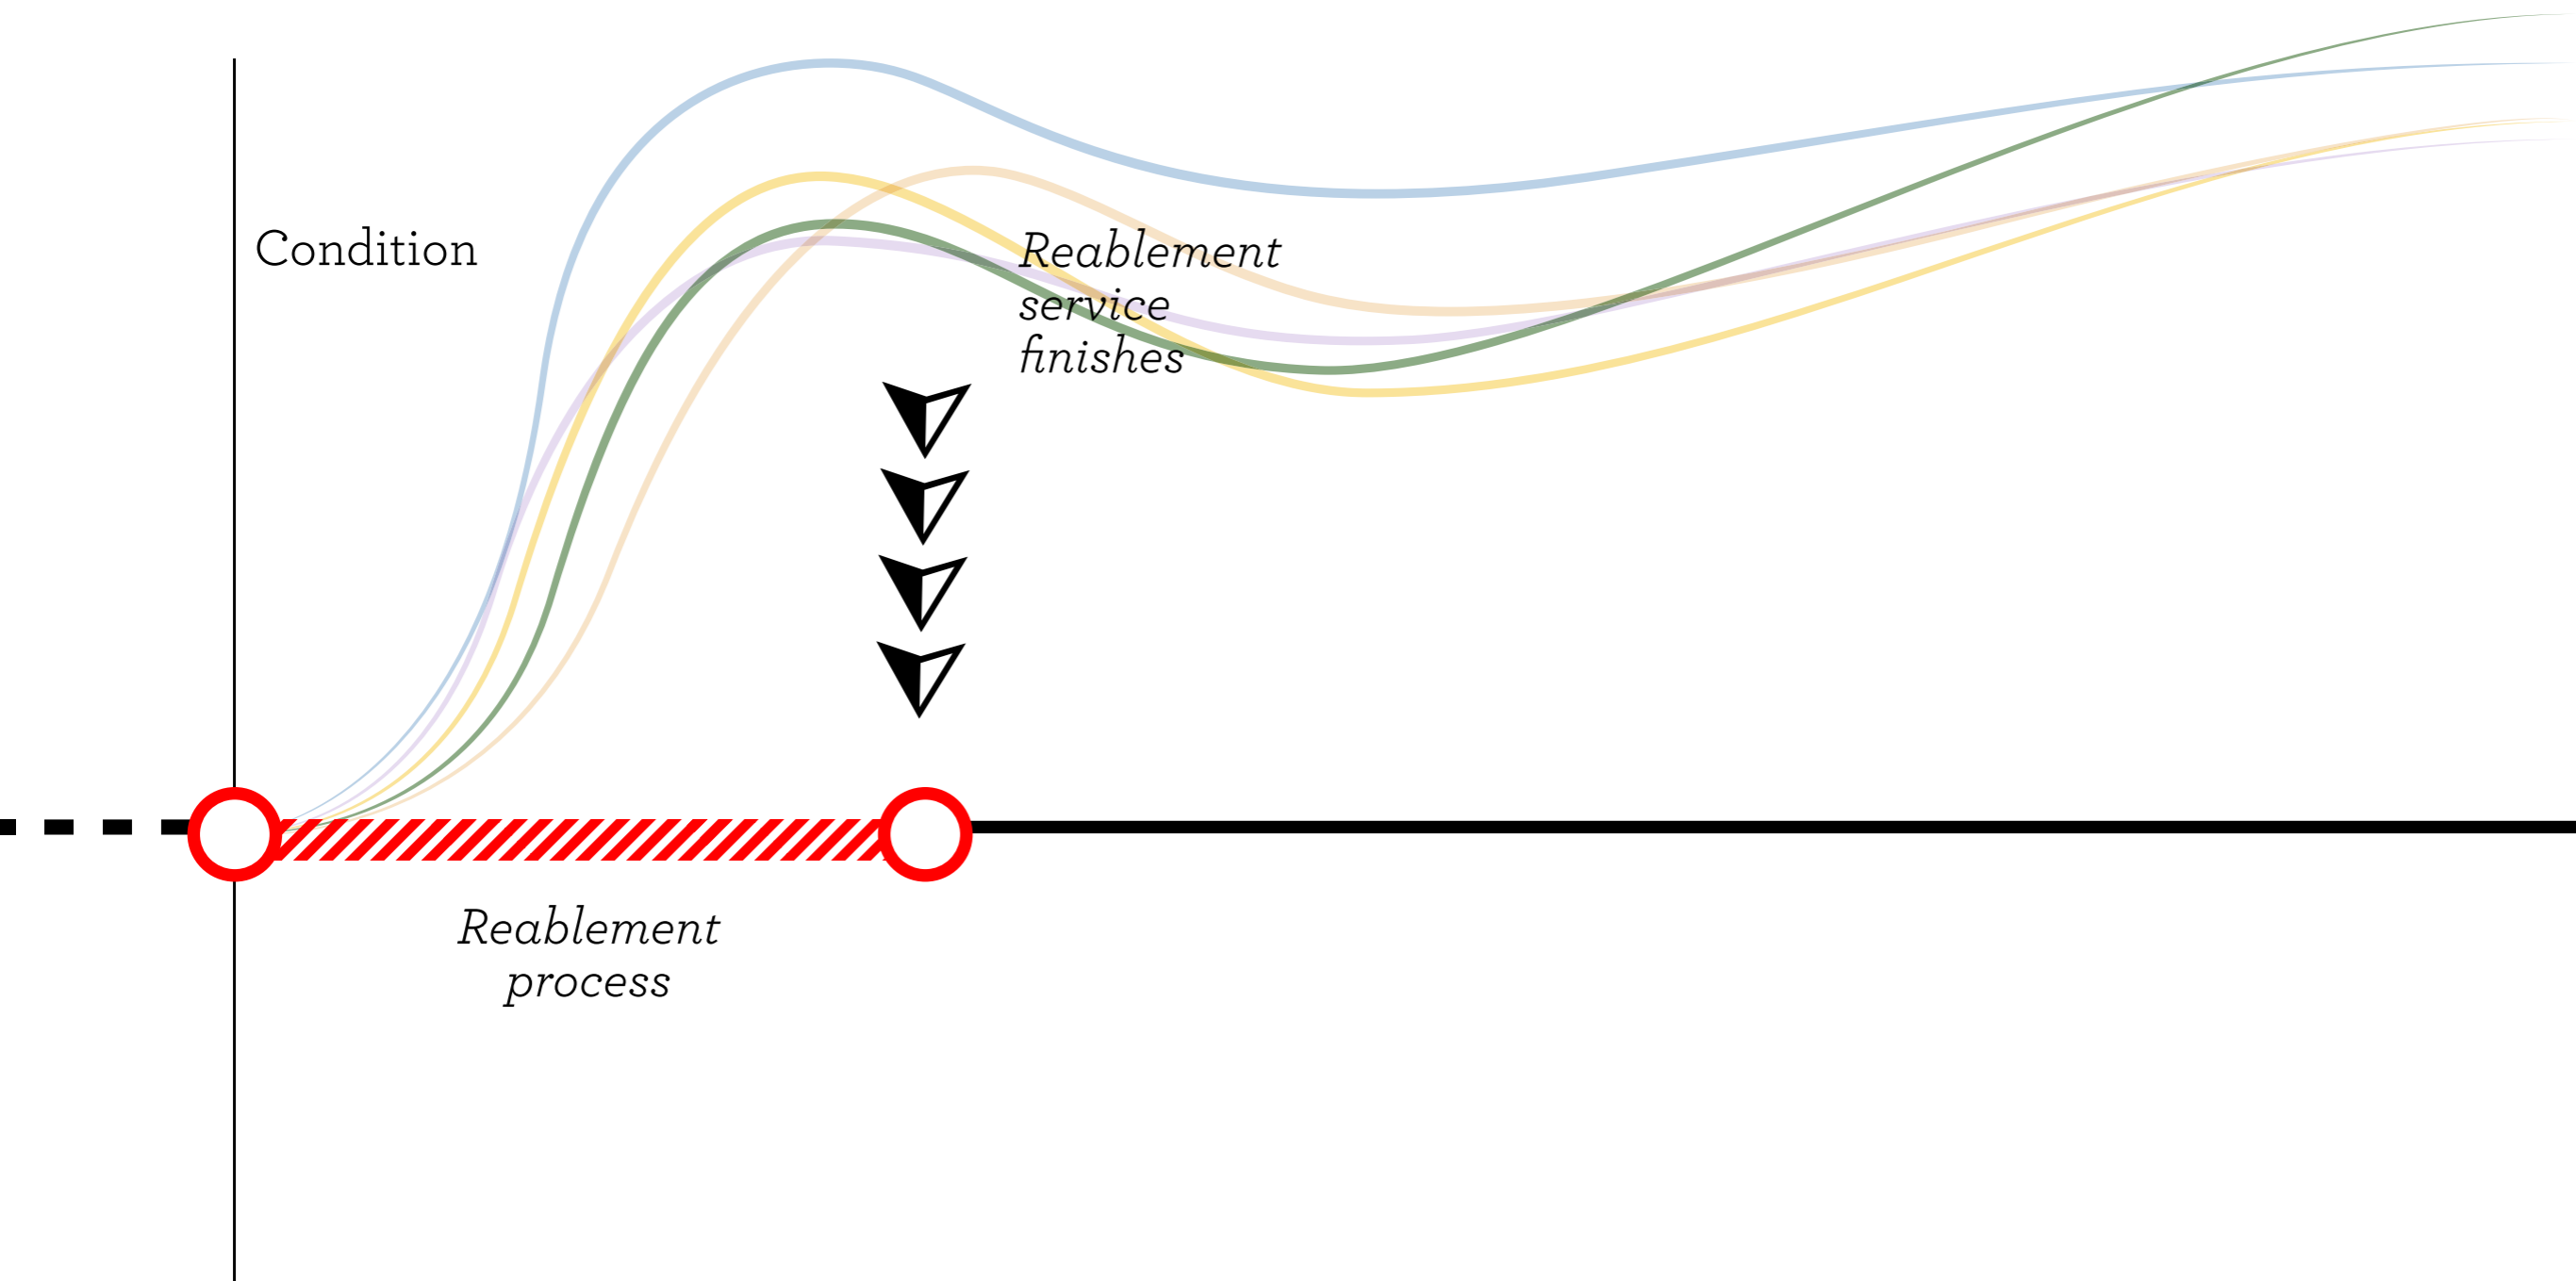 Condition
Reablement
service
finishes
Reablement
process